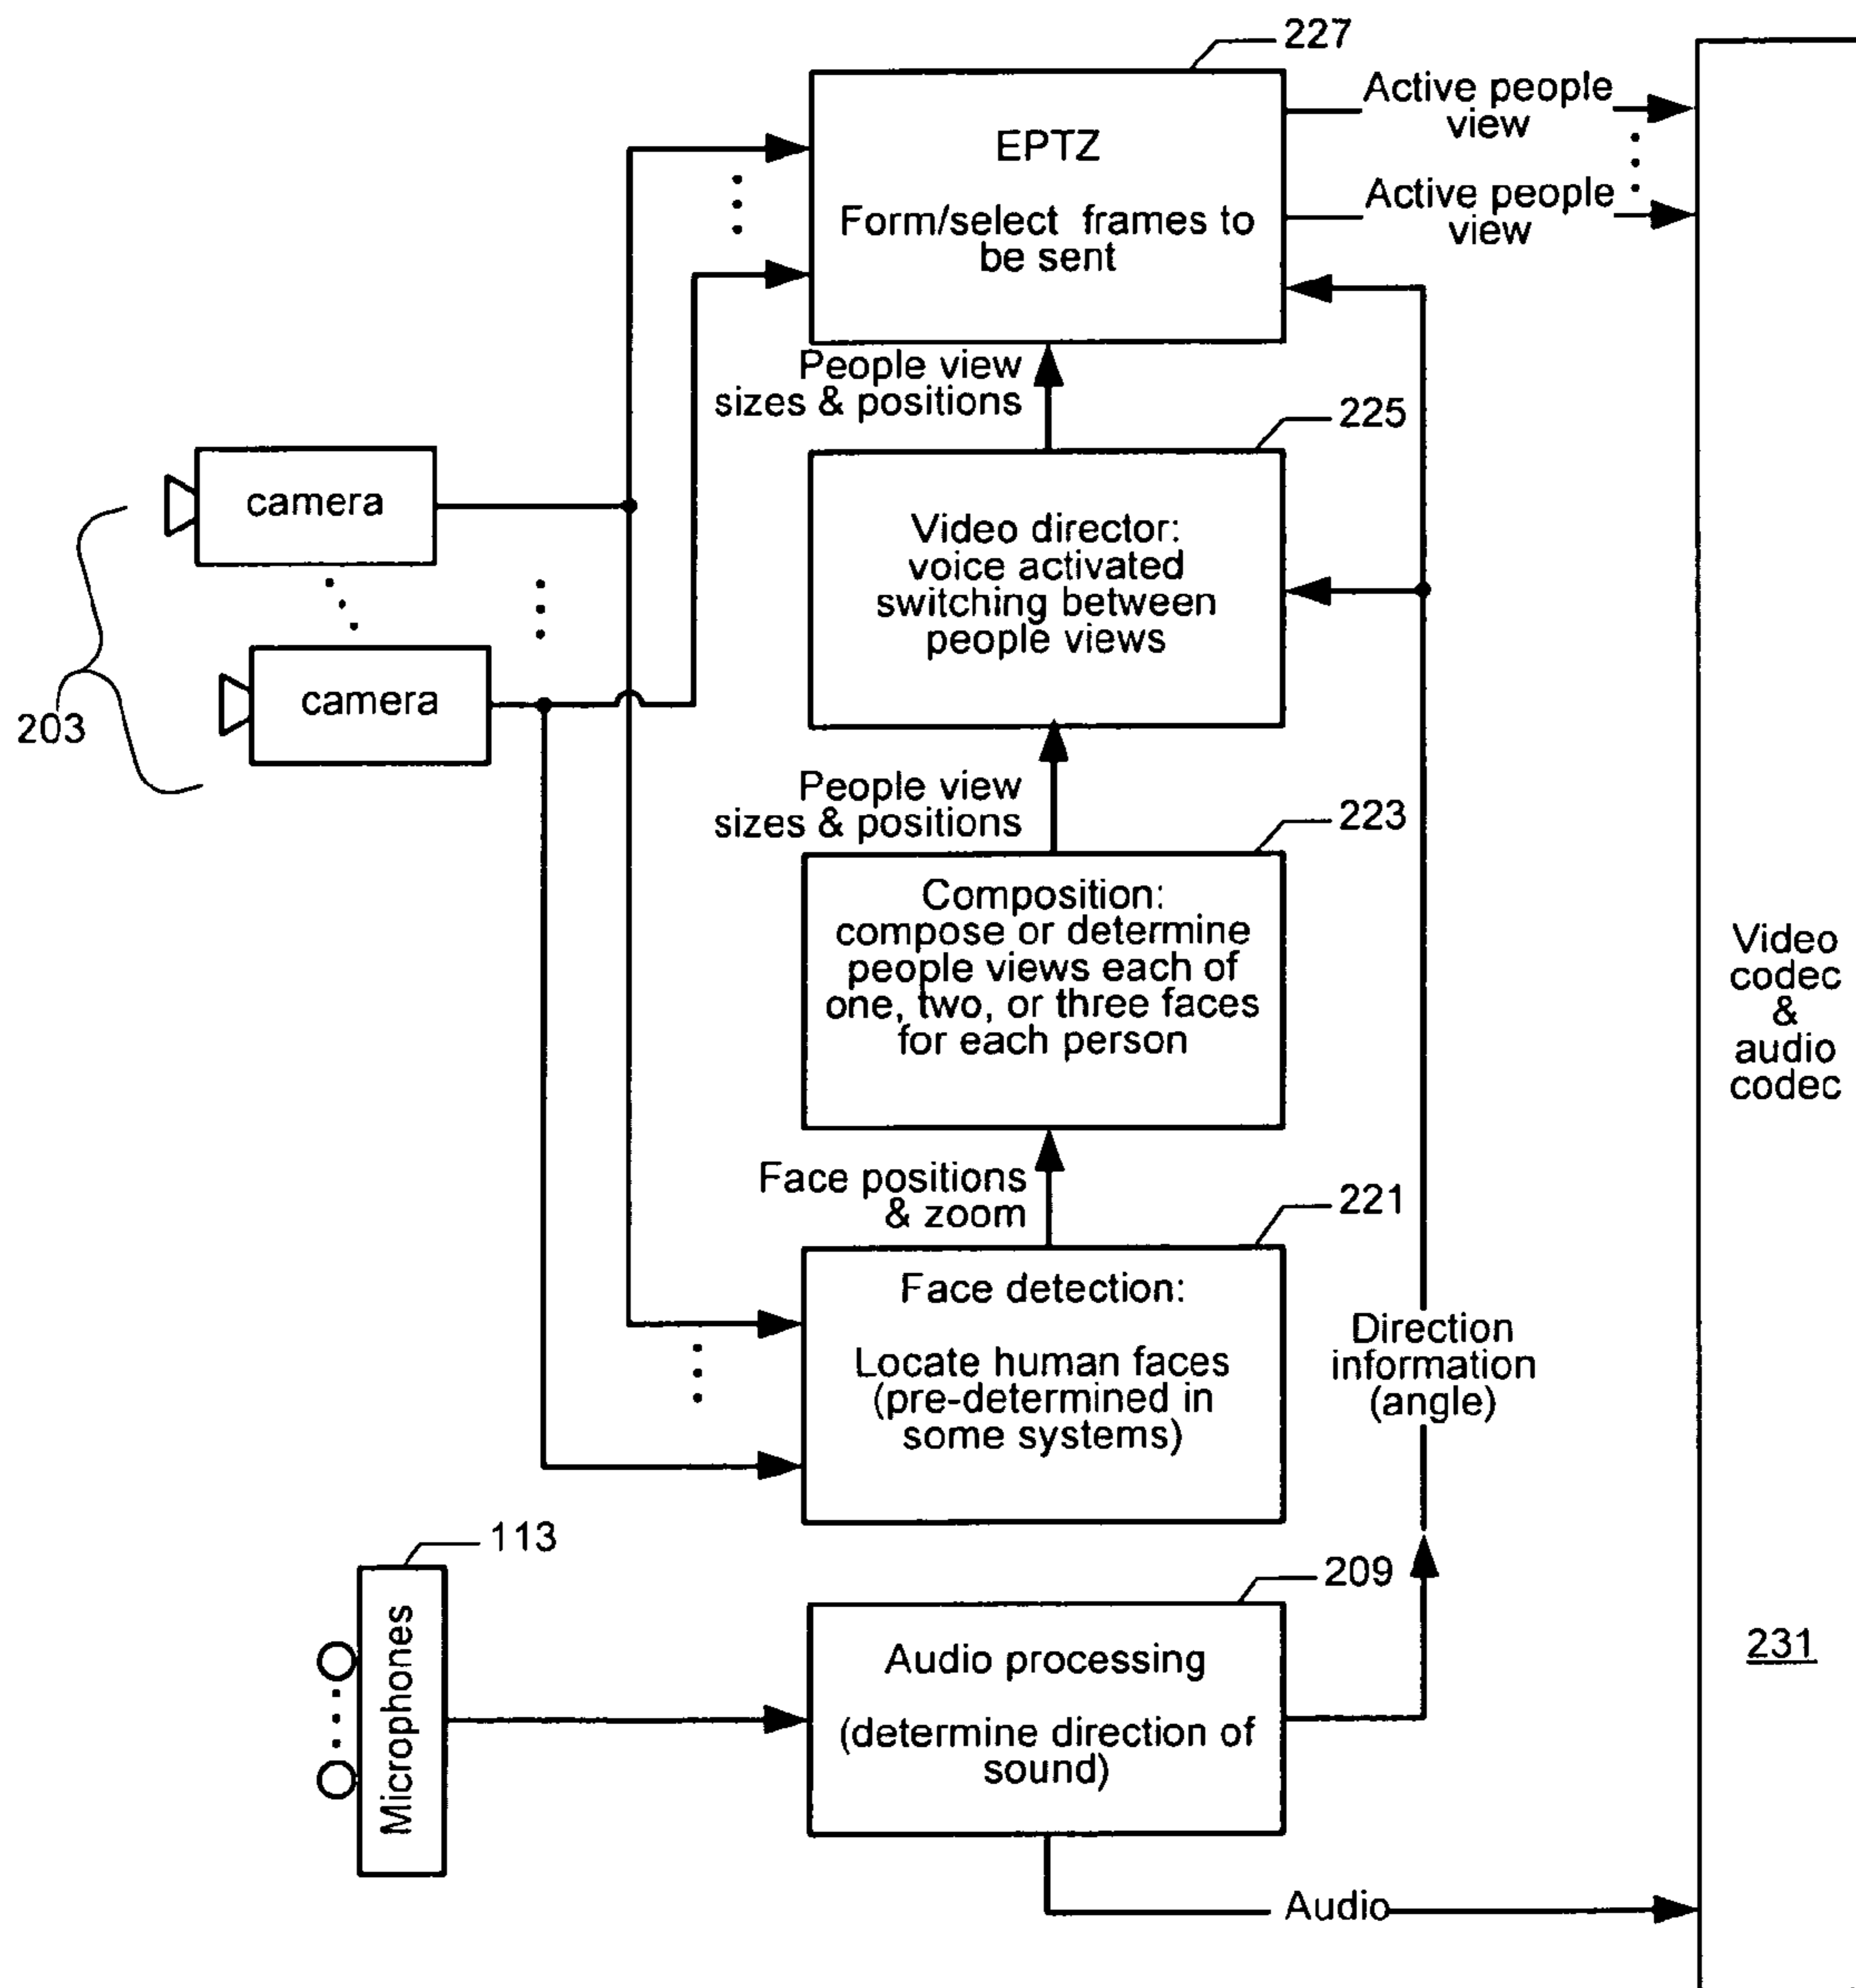 227
EPTZ
Form/select frames to
be sent
Active people
view
Active people
view
People view
sizes & positions
225
Video director:
voice activated
switching between
people views
camera
camera
203
People view
sizes & positions
223
Composition:
compose or determine
people views each of
one, two, or three faces
for each person
Video
codec
&
audio
codec
Face positions
& zoom
221
Face detection:
Locate human faces
(pre-determined in
some systems)
Direction
information
(angle)
113
Microphones
209
Audio processing
(determine direction of
sound)
231
Audio